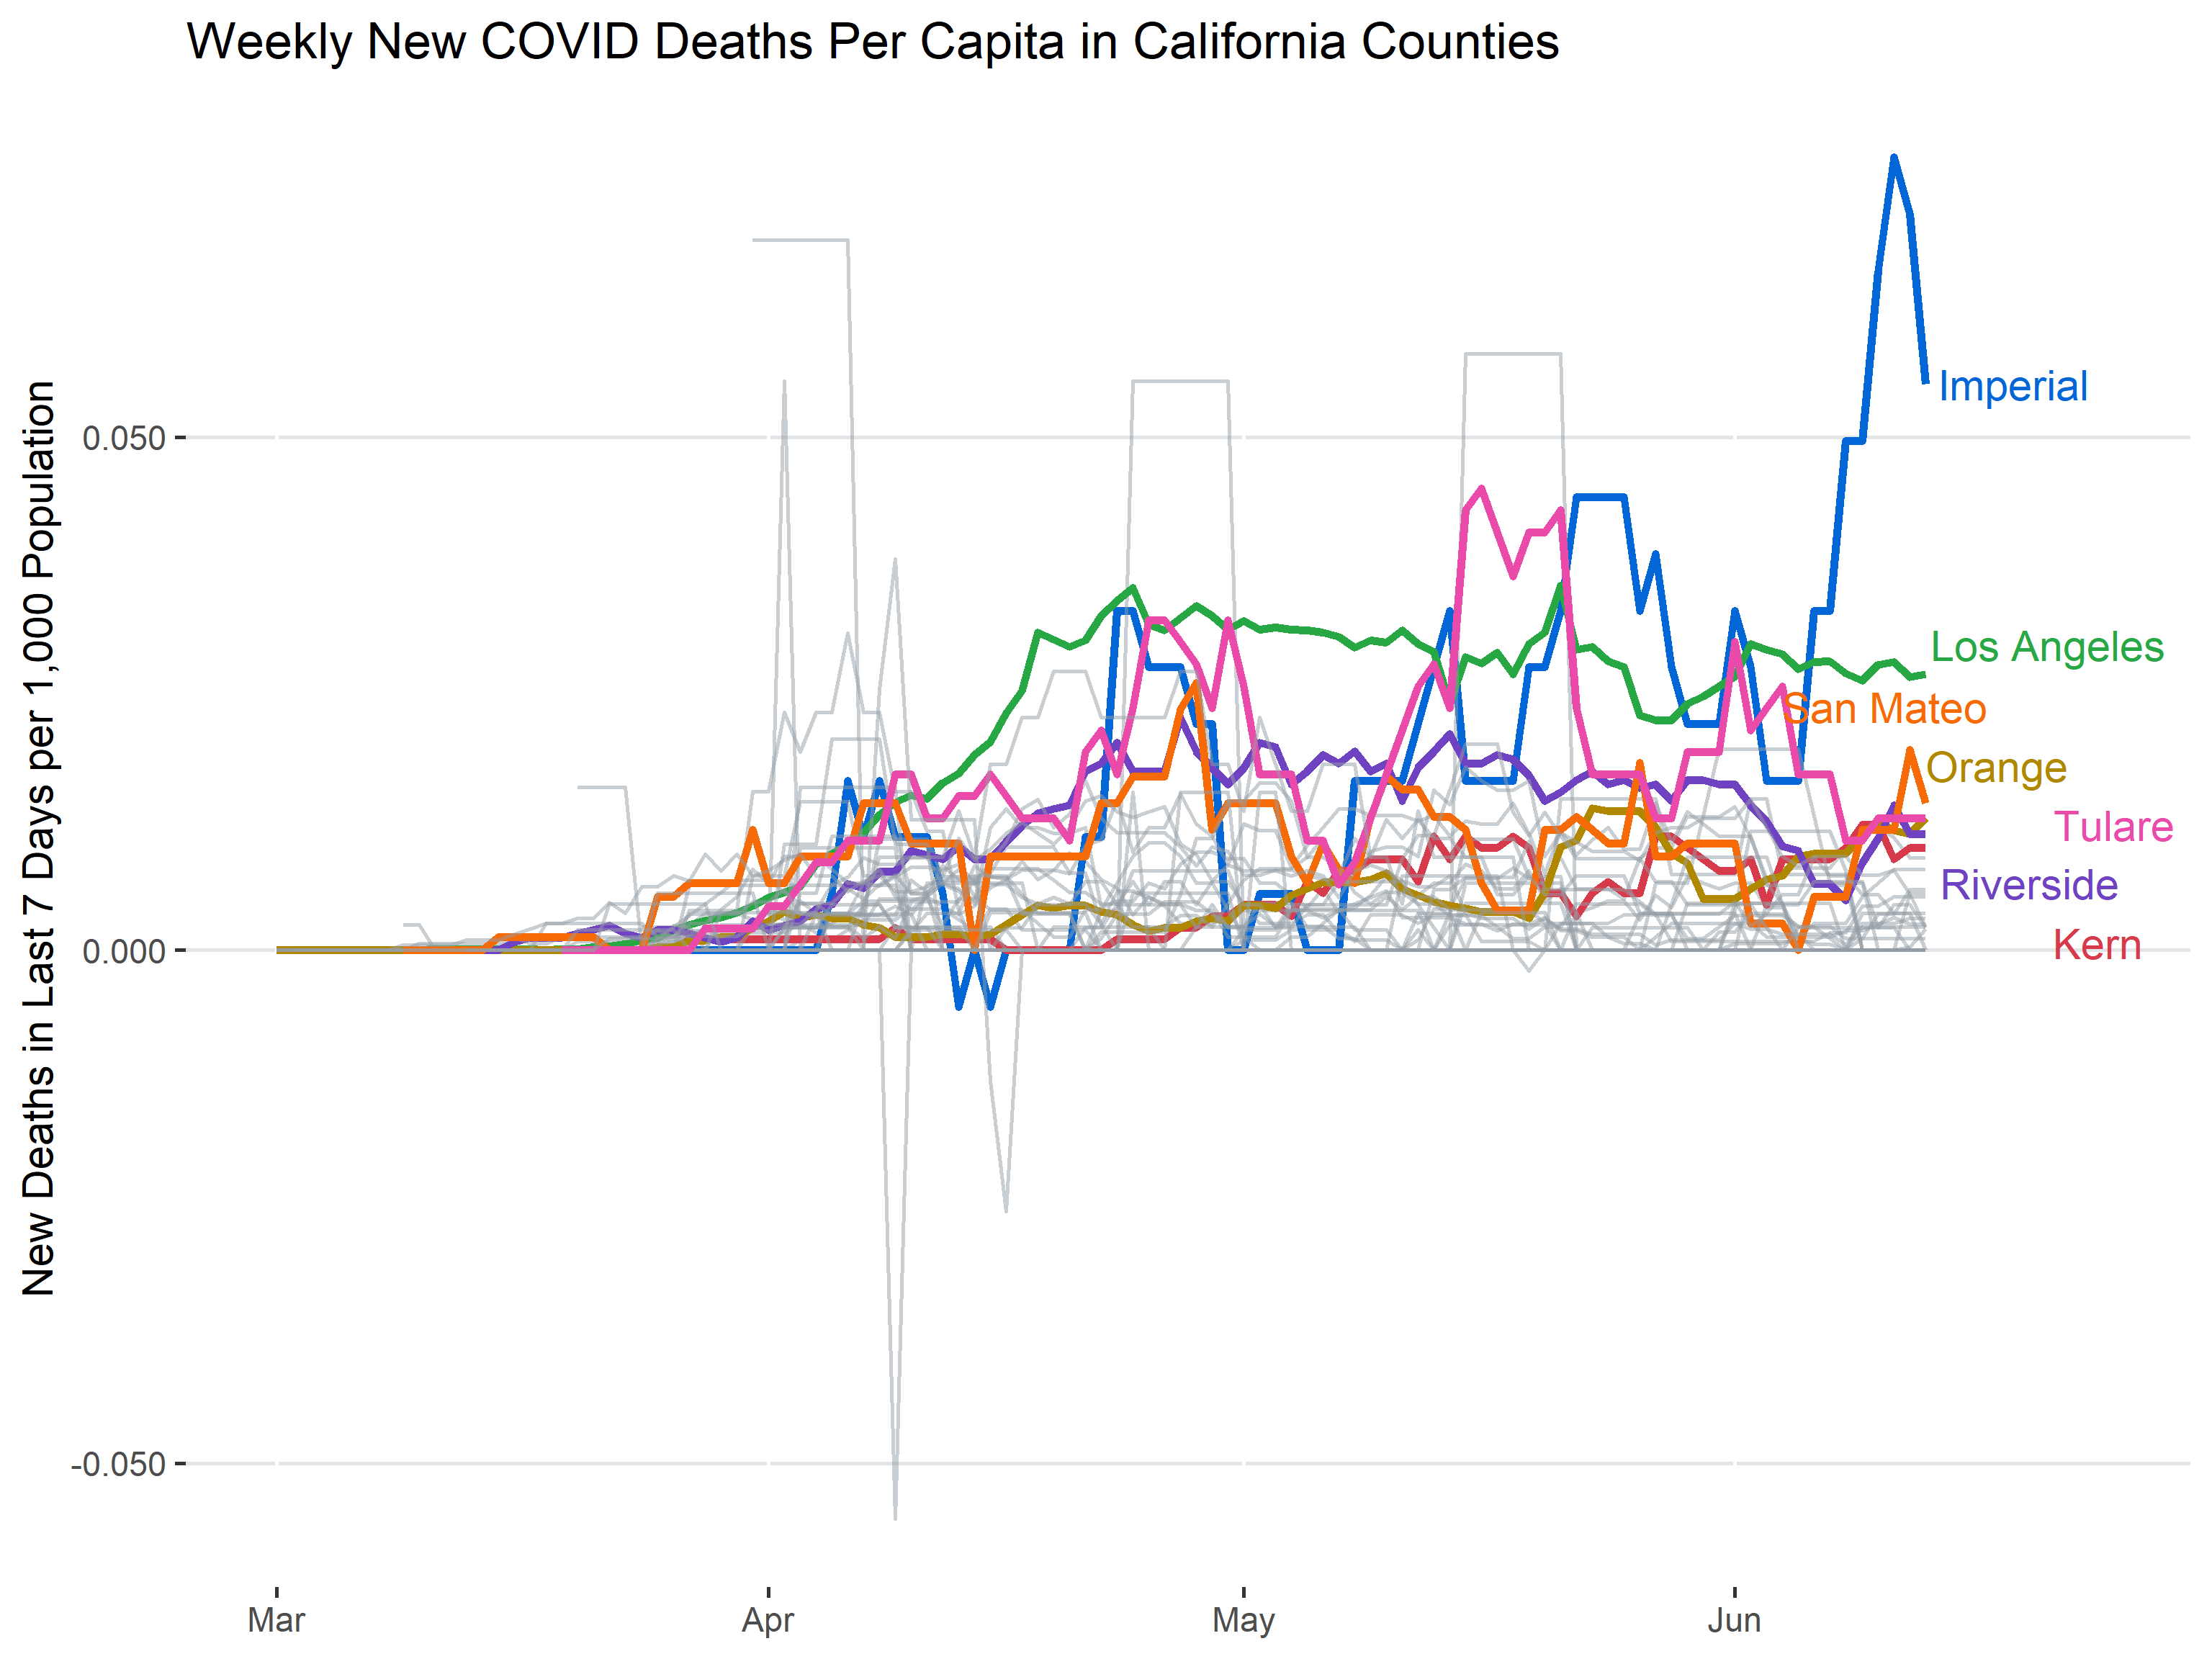 Weekly New COVID Deaths Per Capita in California Counties
New Deaths in Last 7 Days per 1,000 Population
0.050
0.000
-0.050
Imperial
Los Angeles
San Mateo
Orange
Tulare
Riverside
Kern
Mar
Apr
May
Jun